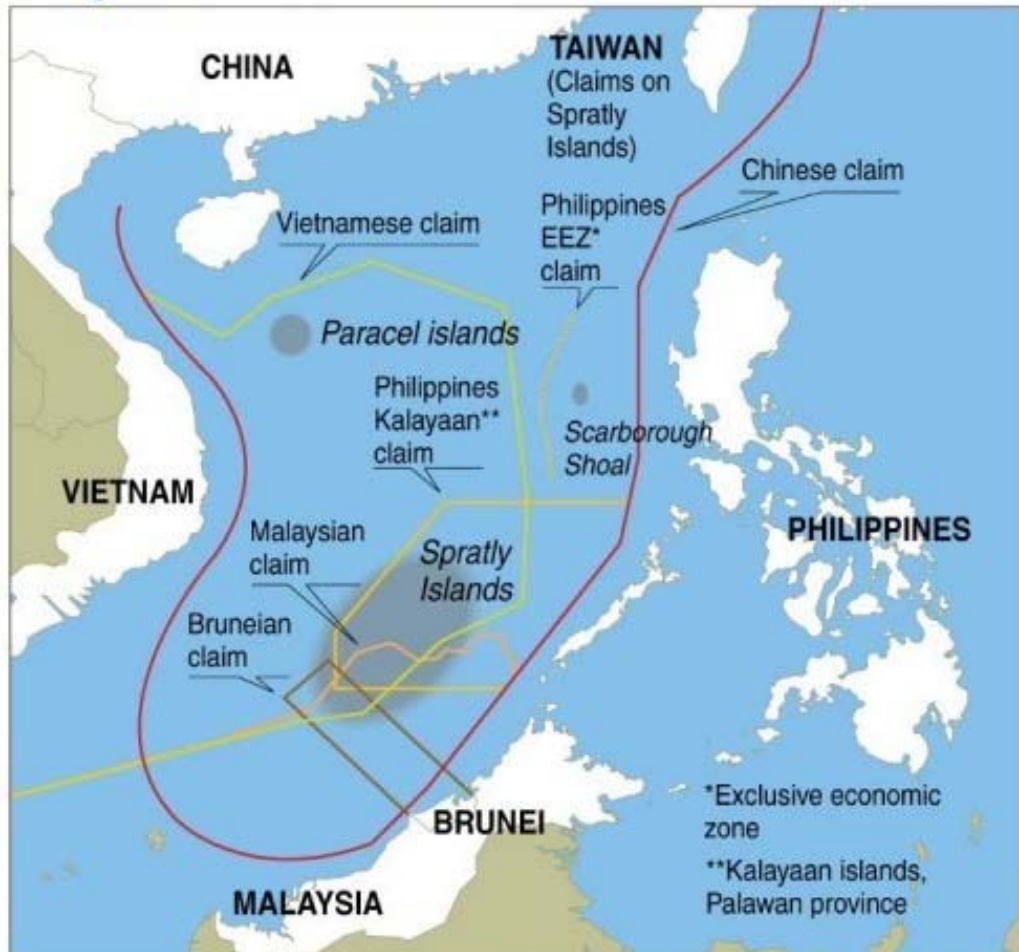 CHINA
TAIWAN
(Claims on
Spratly
Islands)
Chinese claim
Philippines
EEZ*
claim
Vietnamese claim
Paracel islands
Philippines
Kalayaan**
claim
Scarborough
Shoal
VIETNAM
PHILIPPINES
Malaysian
claim
Spratly
Islands
Bruneian
claim
*Exclusive economic
zone
BRUNEI
**Kalayaan islands,
Palawan province
MALAYSIA